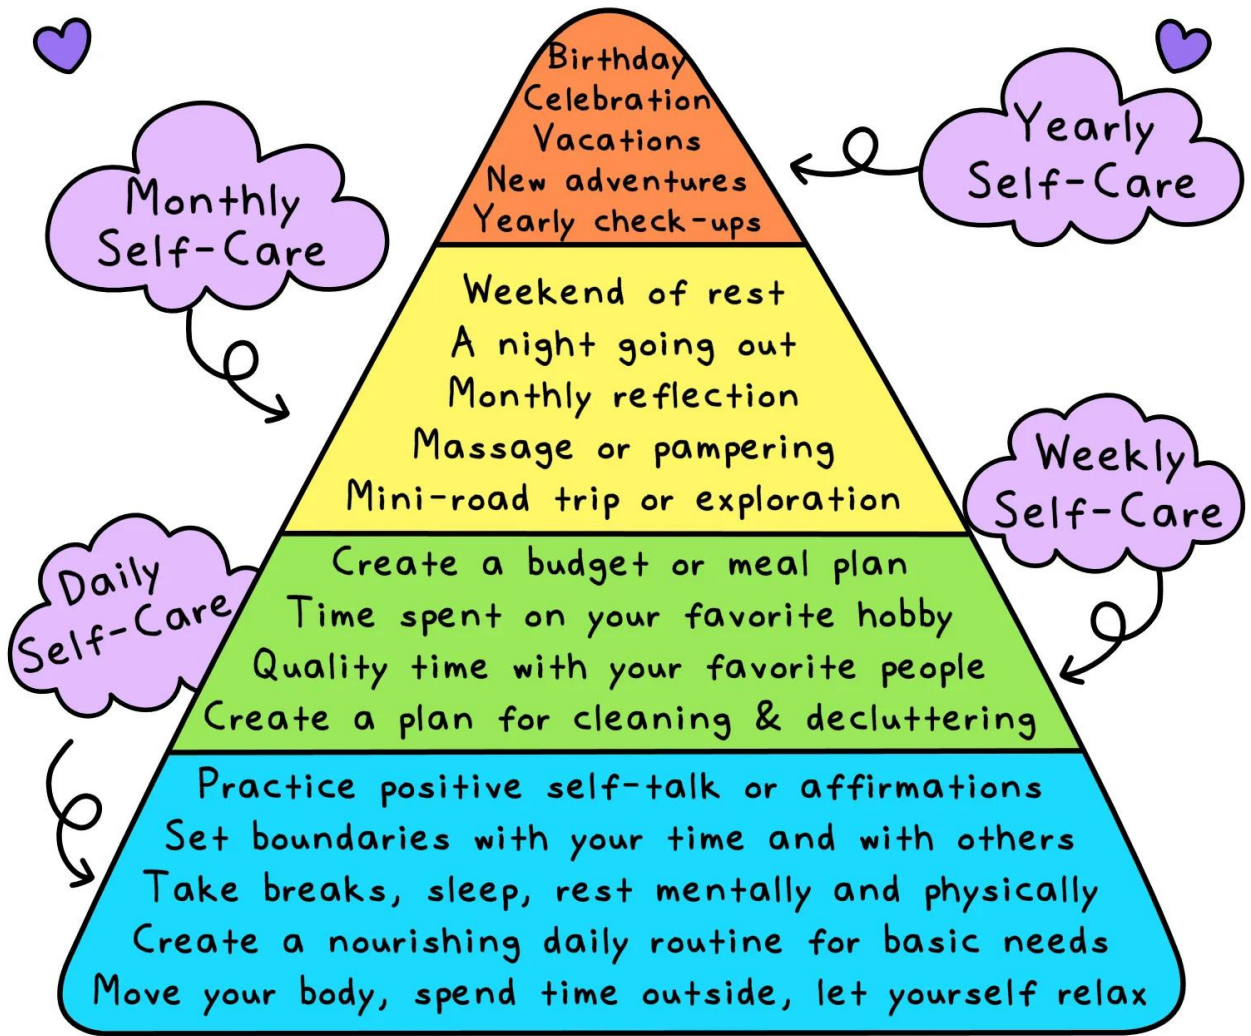 Birthday
Celebration
Vacations
New adventures
Yearly check-ups
Yearly
Self-Care
Monthly
Self-Care
Weekend of rest
A night going out
Monthly reflection
Massage or pampering
Mini-road trip or exploration
Weekly
Self-Care
Create a budget or meal plan
Time spent on your favorite hobby
Quality time with your favorite people
Create a plan for cleaning & decluttering
Daily
Self-Care
Practice positive self-talk or affirmations
Set boundaries with your time and with others
Take breaks, sleep, rest mentally and physically
Create a nourishing daily routine for basic needs
Move your body, spend time outside, let yourself relax